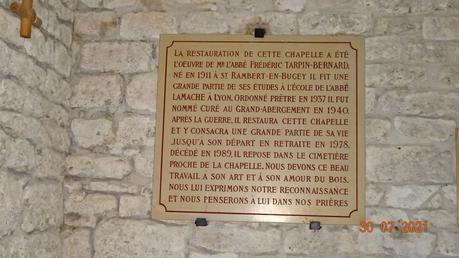 LA RESTAURATION DE CETTE CHAPELLE A ÉTÉ
L'OEUVRE DE MR L'ABBÉ FRÉDÉRIC TARPIN-BERNARD,
NÉ EN 1911 À ST RAMBERT-EN-BUGEY IL FIT UNE
GRANDE PARTIE DE SES ÉTUDES À L'ÉCOLE DE L'ABBÉ
LAMACHE A LYON. ORDONNÉ PRÊTRE EN 1937 IL FUT
NOMMÉ CURÉ AU GRAND-ABERGEMENT EN 1940.
APRÈS LA GUERRE, IL RESTAURA CETTE CHAPELLE
ET Y CONSACRA UNE GRANDE PARTIE DE SA VIE
JUSQU'A SON DÉPART EN RETRAITE EN 1978.
DÉCÉDÉ EN 1989, IL REPOSE DANS LE CIMETIÈRE
PROCHE DE LA CHAPELLE. NOUS DEVONS CE BEAU
TRAVAIL A SON ART ET À SON AMOUR DU BOIS.
NOUS LUI EXPRIMONS NOTRE RECONNAISSANCE
ET NOUS PENSERONS À LUI DANS NOS PRIÈRES
30 07 2021